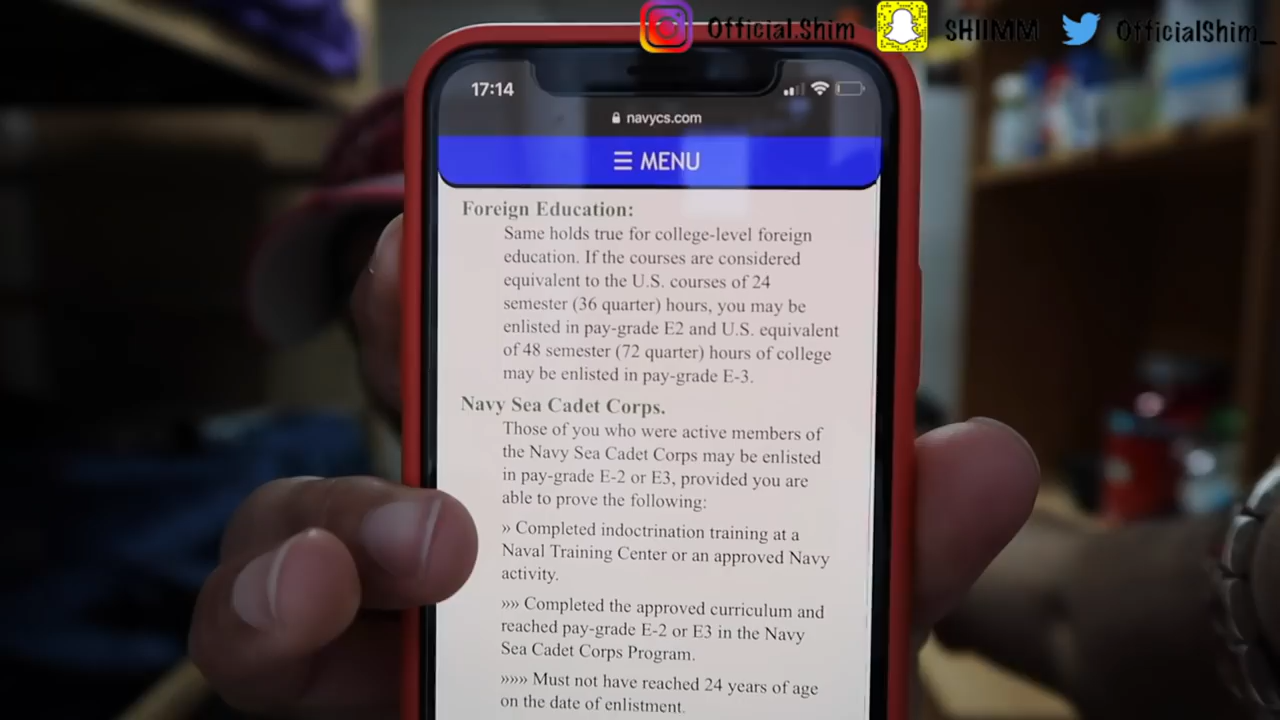 Official.Shim SHIIMM OfficialShim_
17:14
navycs.com
☰ MENU
Foreign Education:
Same holds true for college-level foreign
education. If the courses are considered
equivalent to the U.S. courses of 24
semester (36 quarter) hours, you may be
enlisted in pay-grade E2 and U.S. equivalent
of 48 semester (72 quarter) hours of college
may be enlisted in pay-grade E-3.
Navy Sea Cadet Corps.
Those of you who were active members of
the Navy Sea Cadet Corps may be enlisted
in pay-grade E-2 or E3, provided you are
able to prove the following:
» Completed indoctrination training at a
Naval Training Center or an approved Navy
activity.
»» Completed the approved curriculum and
reached pay-grade E-2 or E3 in the Navy
Sea Cadet Corps Program.
»»» Must not have reached 24 years of age
on the date of enlistment.